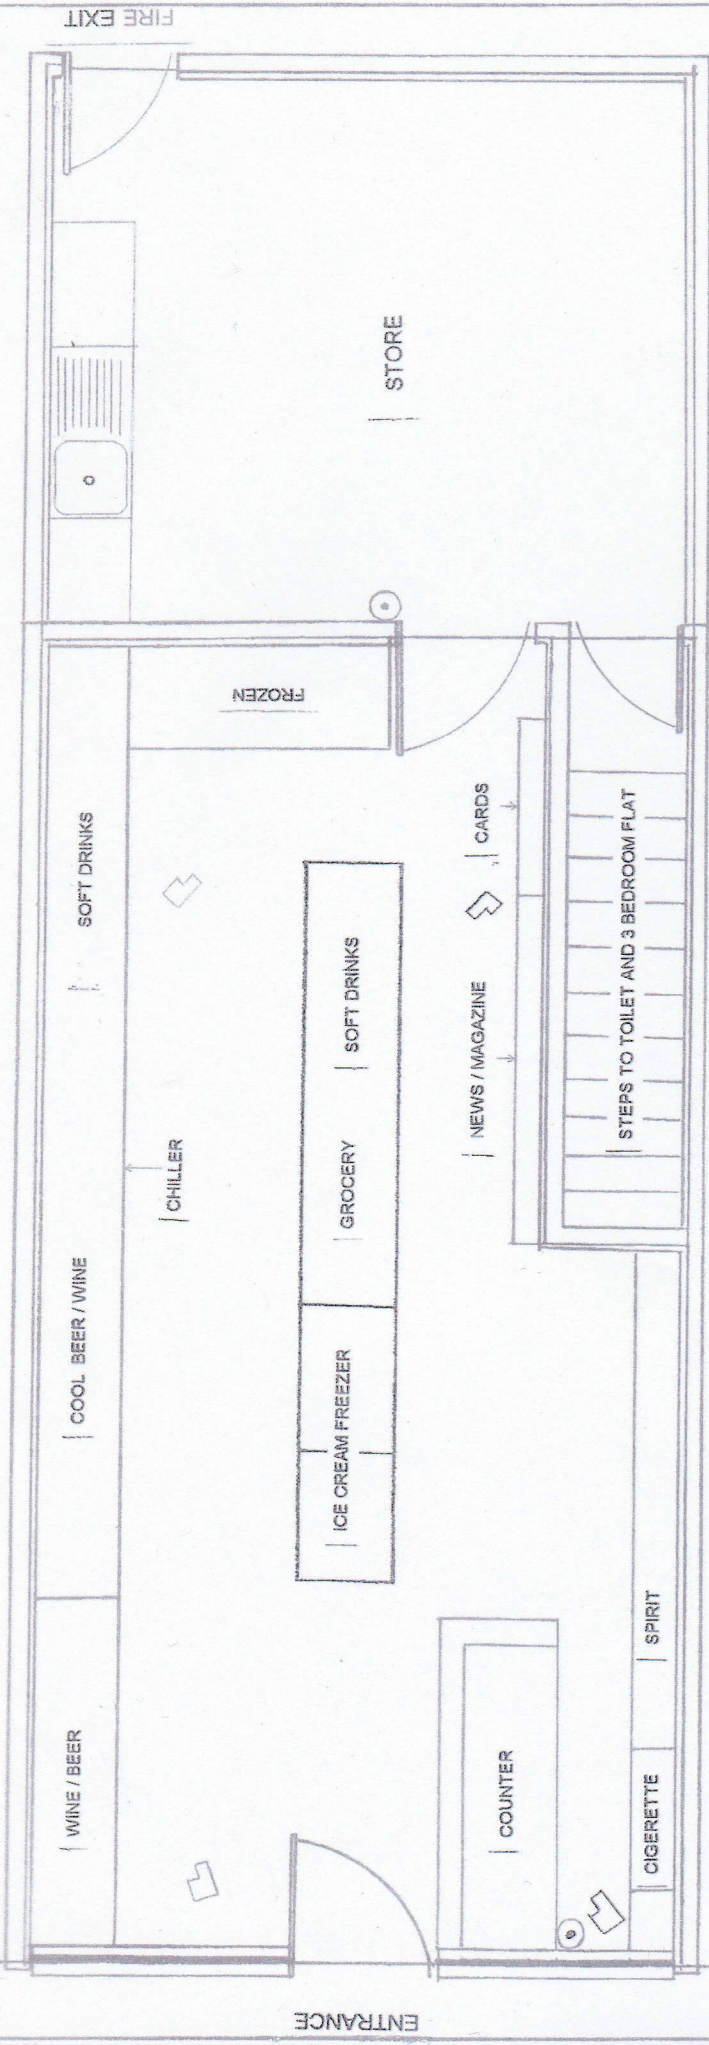 FIRE EXIT
STORE
FROZEN
SOFT DRINKS
CARDS
SOFT DRINKS
NEWS / MAGAZINE
STEPS TO TOILET AND 3 BEDROOM FLAT
CHILLER
GROCERY
COOL BEER / WINE
ICE CREAM FREEZER
SPIRIT
WINE / BEER
COUNTER
CIGERETTE
ENTRANCE